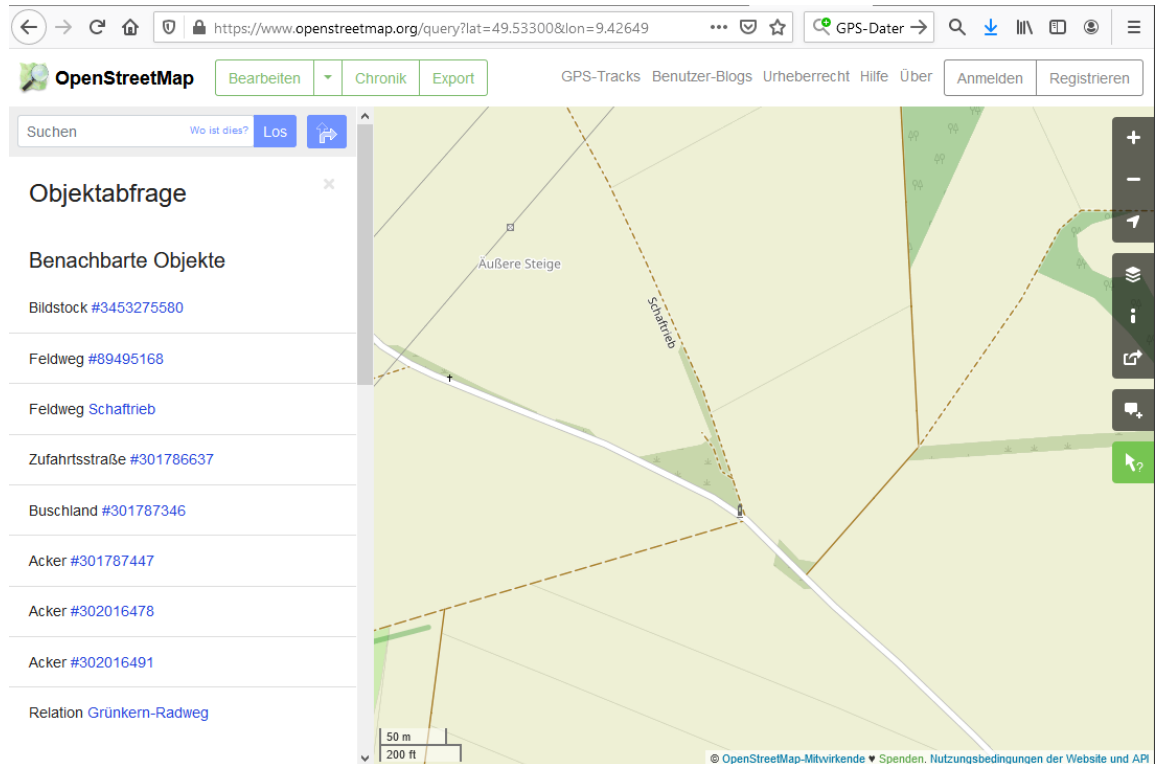 https://www.openstreetmap.org/query?lat=49.53300&lon=9.42649
GPS-Dater
OpenStreetMap
Bearbeiten
Chronik
Export
GPS-Tracks Benutzer-Blogs Urheberrecht Hilfe Über
Anmelden
Registrieren
Suchen
Wo ist dies?
Los
Objektabfrage
Benachbarte Objekte
Bildstock #3453275580
Feldweg #89495168
Feldweg Schaftrieb
Zufahrtsstraße #301786637
Buschland #301787346
Acker #301787447
Acker #302016478
Acker #302016491
Relation Grünkern-Radweg
Äußere Steige
Schaftrieb
50 m
200 ft
© OpenStreetMap-Mitwirkende ♥ Spenden. Nutzungsbedingungen der Website und API